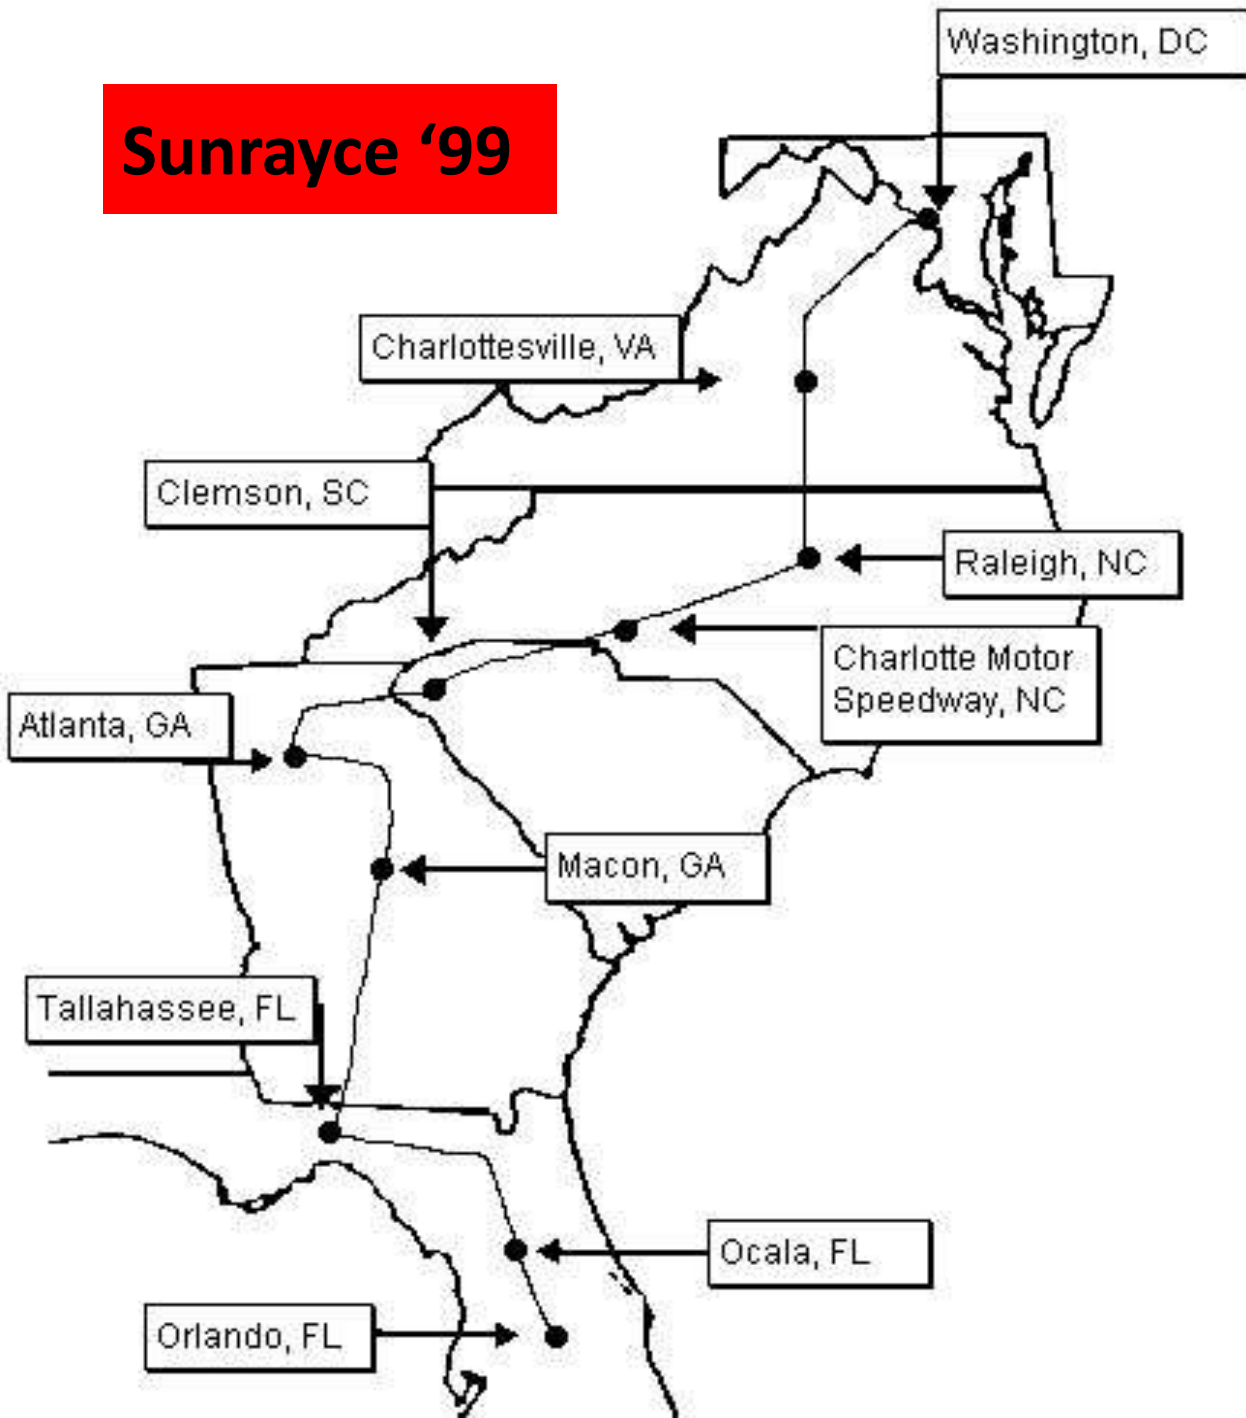 Washington, DC
Sunrayce ‘99
Charlottesville, VA
Clemson, SC
Raleigh, NC
Charlotte Motor
Speedway, NC
Atlanta, GA
Macon, GA
Tallahassee, FL
Ocala, FL
Orlando, FL